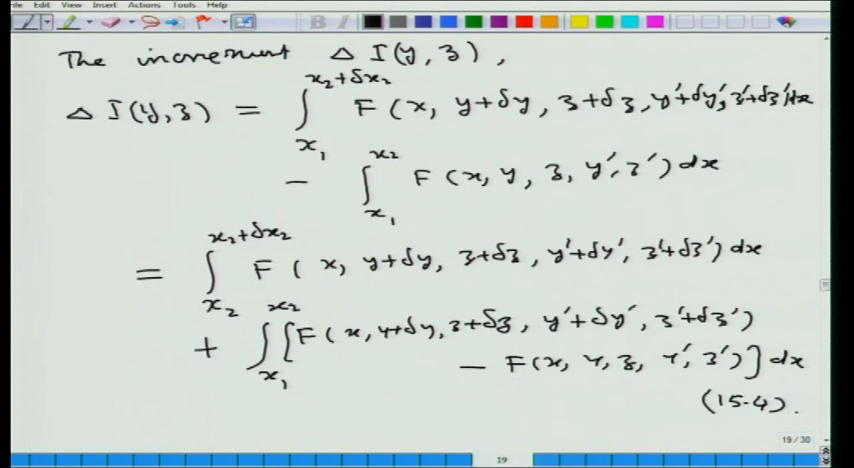 File Edit View Insert Actions Tools Help
The increment Δ I(y, z),
Δ I(y, z) = ∫_{x₁}^{x₂+δx₂} F(x, y+δy, z+δz, y'+δy', z'+δz')dx
− ∫_{x₁}^{x₂} F(x, y, z, y', z')dx
= ∫_{x₂}^{x₂+δx₂} F(x, y+δy, z+δz, y'+δy', z'+δz')dx
+ ∫_{x₁}^{x₂} ∫[F(x, y+δy, z+δz, y'+δy', z'+δz')
− F(x, y, z, y', z')]dx
(15.4).
19 / 30
19